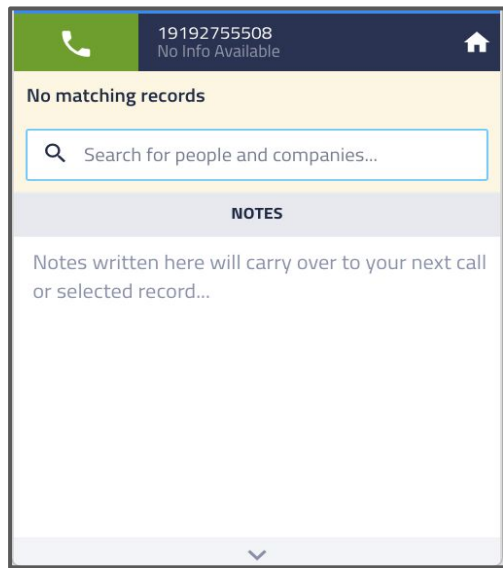 19192755508
No Info Available
No matching records
Search for people and companies...
NOTES
Notes written here will carry over to your next call
or selected record...